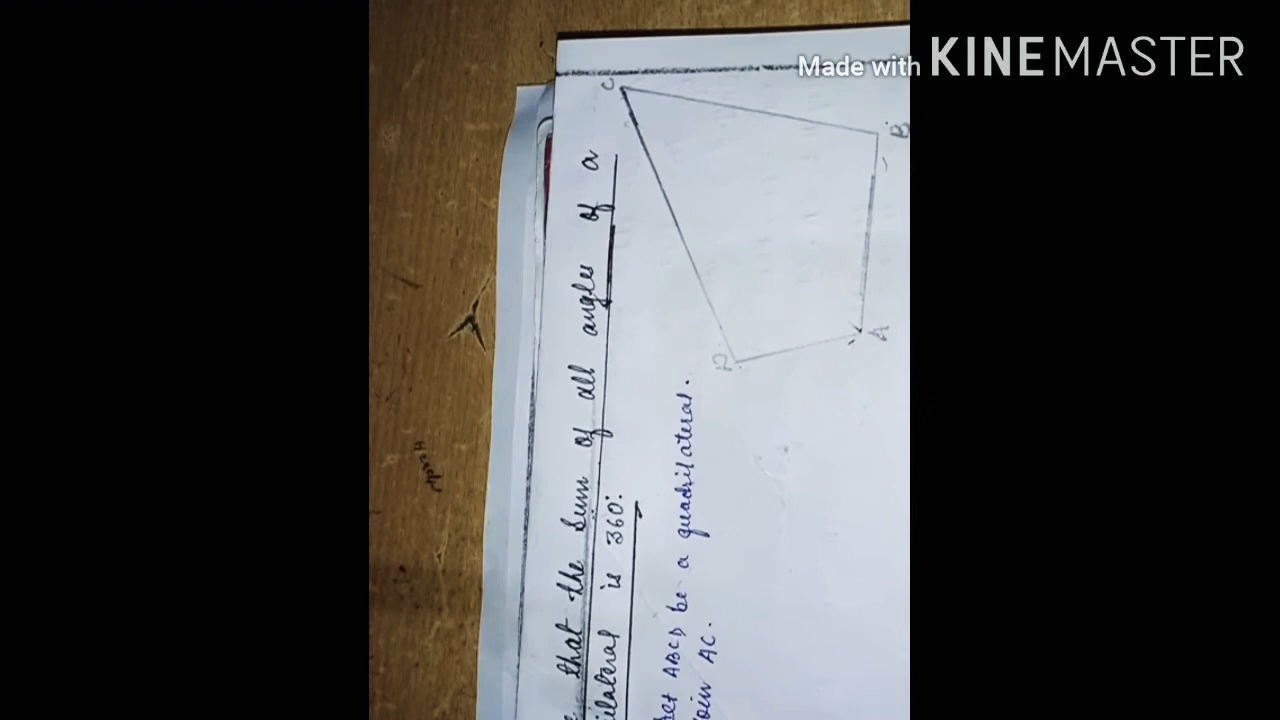 Made with KINEMASTER
that the Sum of all angles of a
ilateral is 360°.
Let ABCD be a quadrilateral.
Join AC.
C
B
D
A